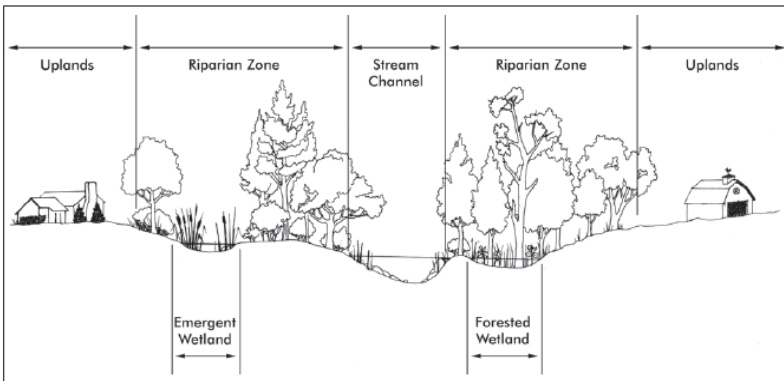 Uplands
Riparian Zone
Stream
Channel
Riparian Zone
Uplands
Emergent
Wetland
Forested
Wetland